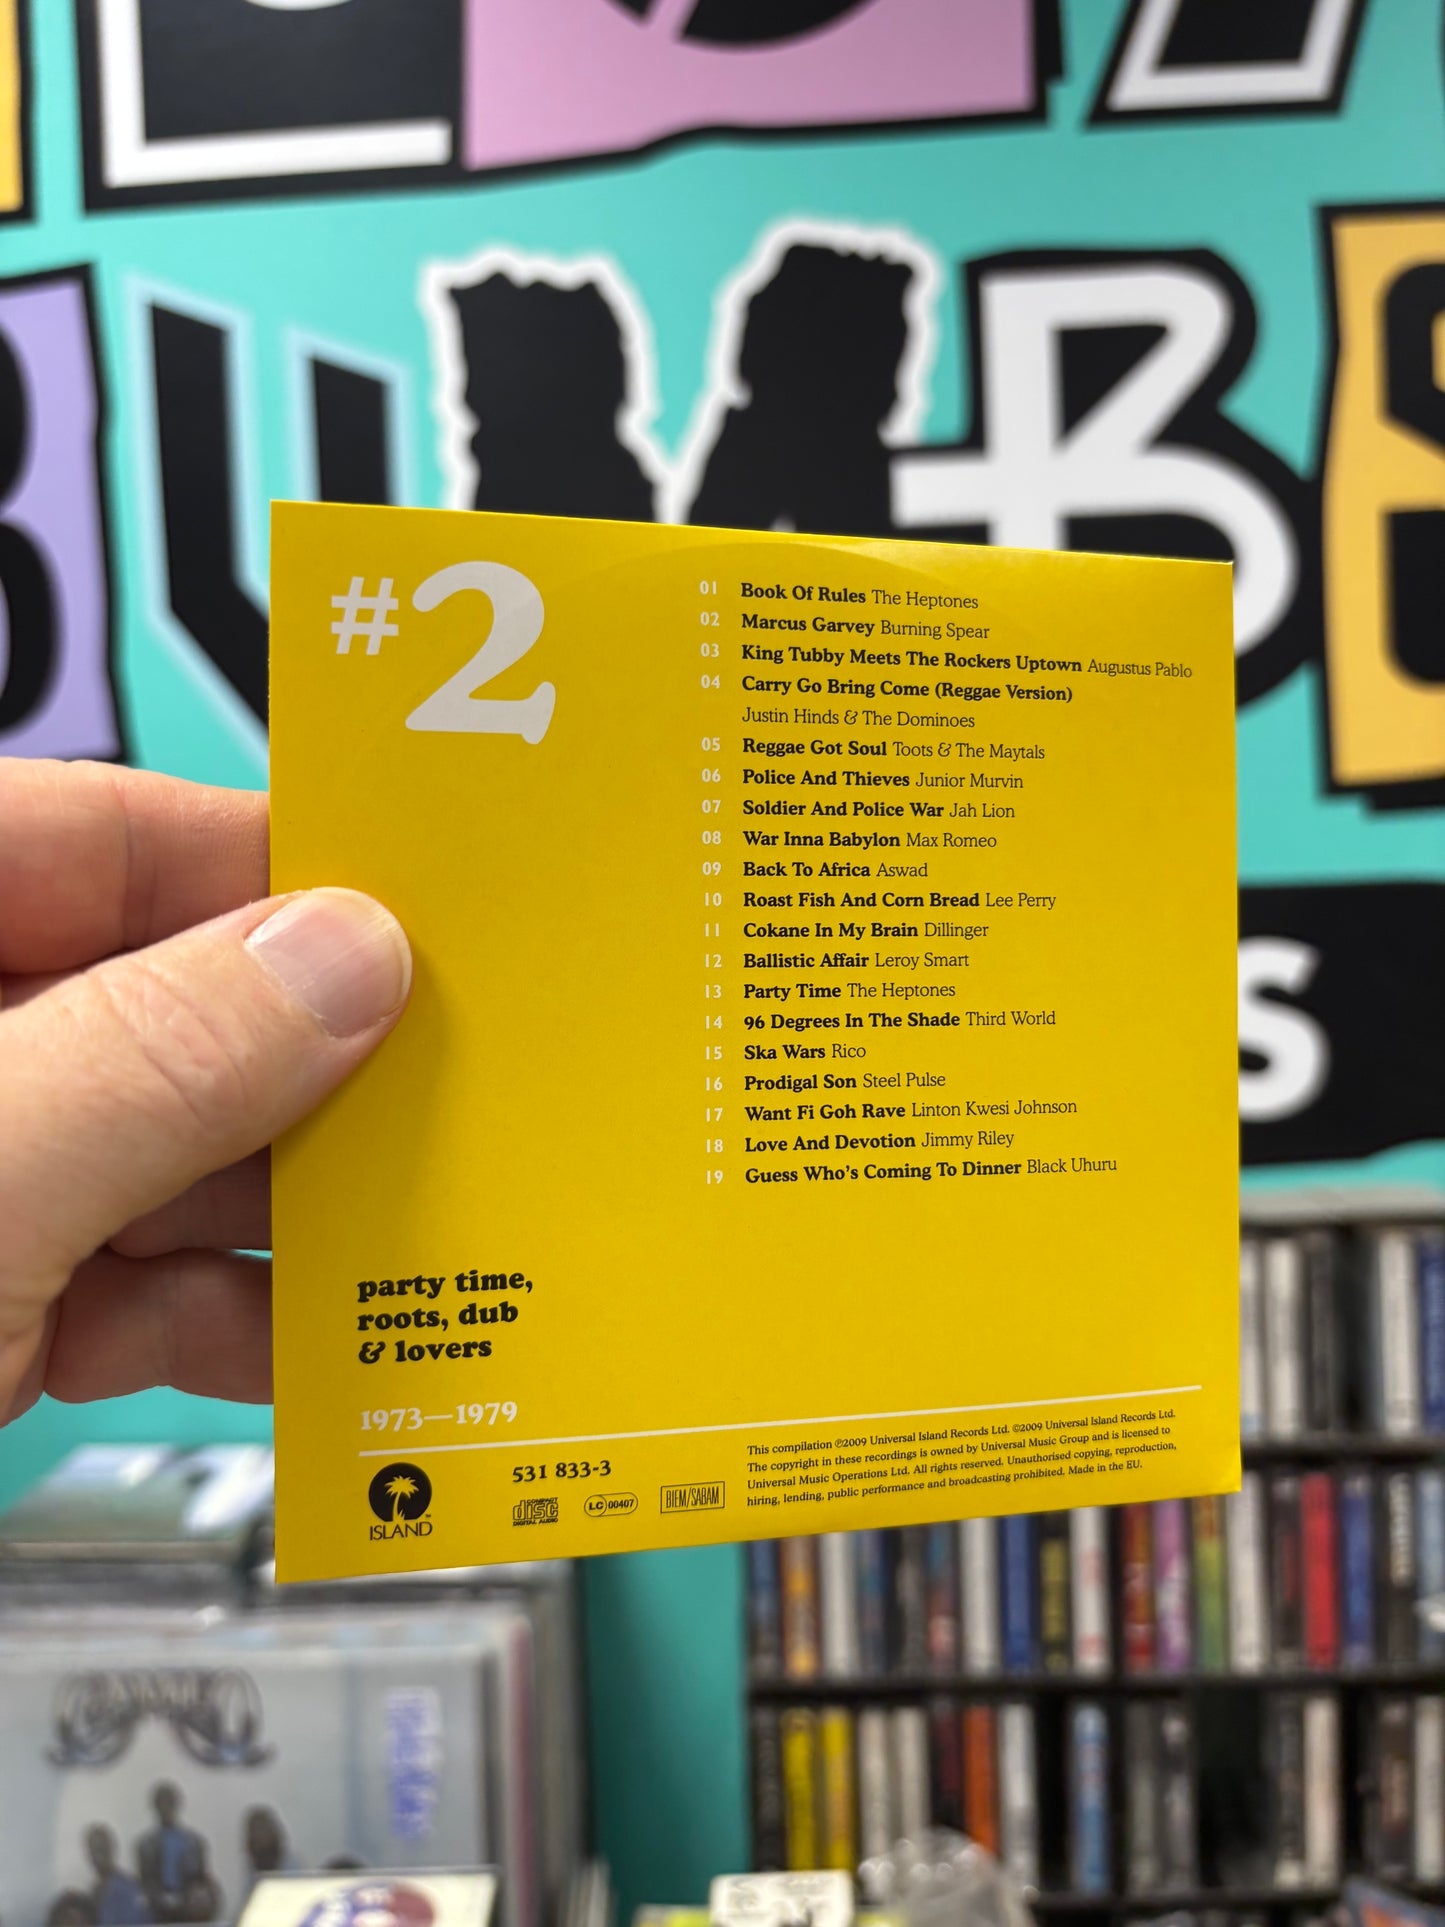 #2
01 Book Of Rules The Heptones
02 Marcus Garvey Burning Spear
03 King Tubby Meets The Rockers Uptown Augustus Pablo
04 Carry Go Bring Come (Reggae Version)
Justin Hinds & The Dominoes
05 Reggae Got Soul Toots & The Maytals
06 Police And Thieves Junior Murvin
07 Soldier And Police War Jah Lion
08 War Inna Babylon Max Romeo
09 Back To Africa Aswad
10 Roast Fish And Corn Bread Lee Perry
11 Cokane In My Brain Dillinger
12 Ballistic Affair Leroy Smart
13 Party Time The Heptones
14 96 Degrees In The Shade Third World
15 Ska Wars Rico
16 Prodigal Son Steel Pulse
17 Want Fi Goh Rave Linton Kwesi Johnson
18 Love And Devotion Jimmy Riley
19 Guess Who's Coming To Dinner Black Uhuru
party time,
roots, dub
& lovers
1973—1979
ISLAND
531 833-3
COMPACT
disc
DIGITAL AUDIO
LC 00407
BIEM/SABAM
This compilation ℗2009 Universal Island Records Ltd. ©2009 Universal Island Records Ltd.
The copyright in these recordings is owned by Universal Music Group and is licensed to
Universal Music Operations Ltd. All rights reserved. Unauthorised copying, reproduction,
hiring, lending, public performance and broadcasting prohibited. Made in the EU.